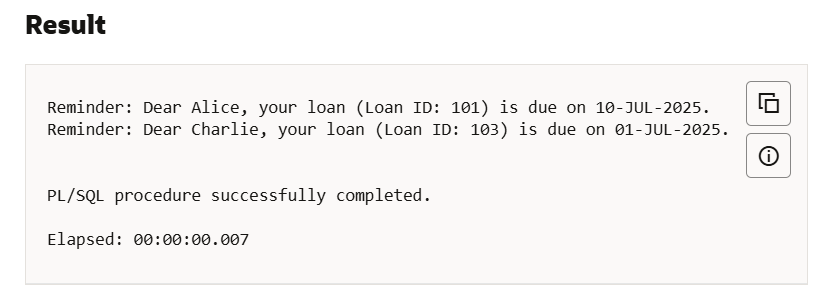 Result
Reminder: Dear Alice, your loan (Loan ID: 101) is due on 10-JUL-2025.
Reminder: Dear Charlie, your loan (Loan ID: 103) is due on 01-JUL-2025.
PL/SQL procedure successfully completed.
Elapsed: 00:00:00.007